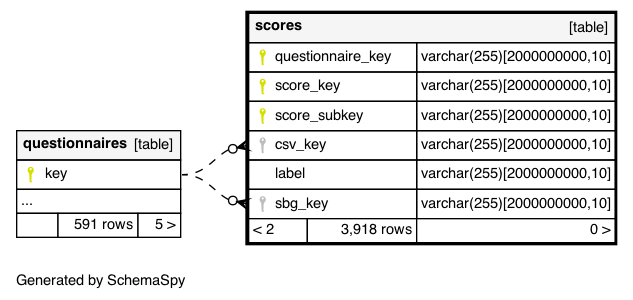 scores [table]
questionnaire_key varchar(255)[2000000000,10]
score_key varchar(255)[2000000000,10]
score_subkey varchar(255)[2000000000,10]
csv_key varchar(255)[2000000000,10]
label varchar(255)[2000000000,10]
sbg_key varchar(255)[2000000000,10]
< 2 3,918 rows 0 >
questionnaires [table]
key
...
591 rows 5 >
Generated by SchemaSpy